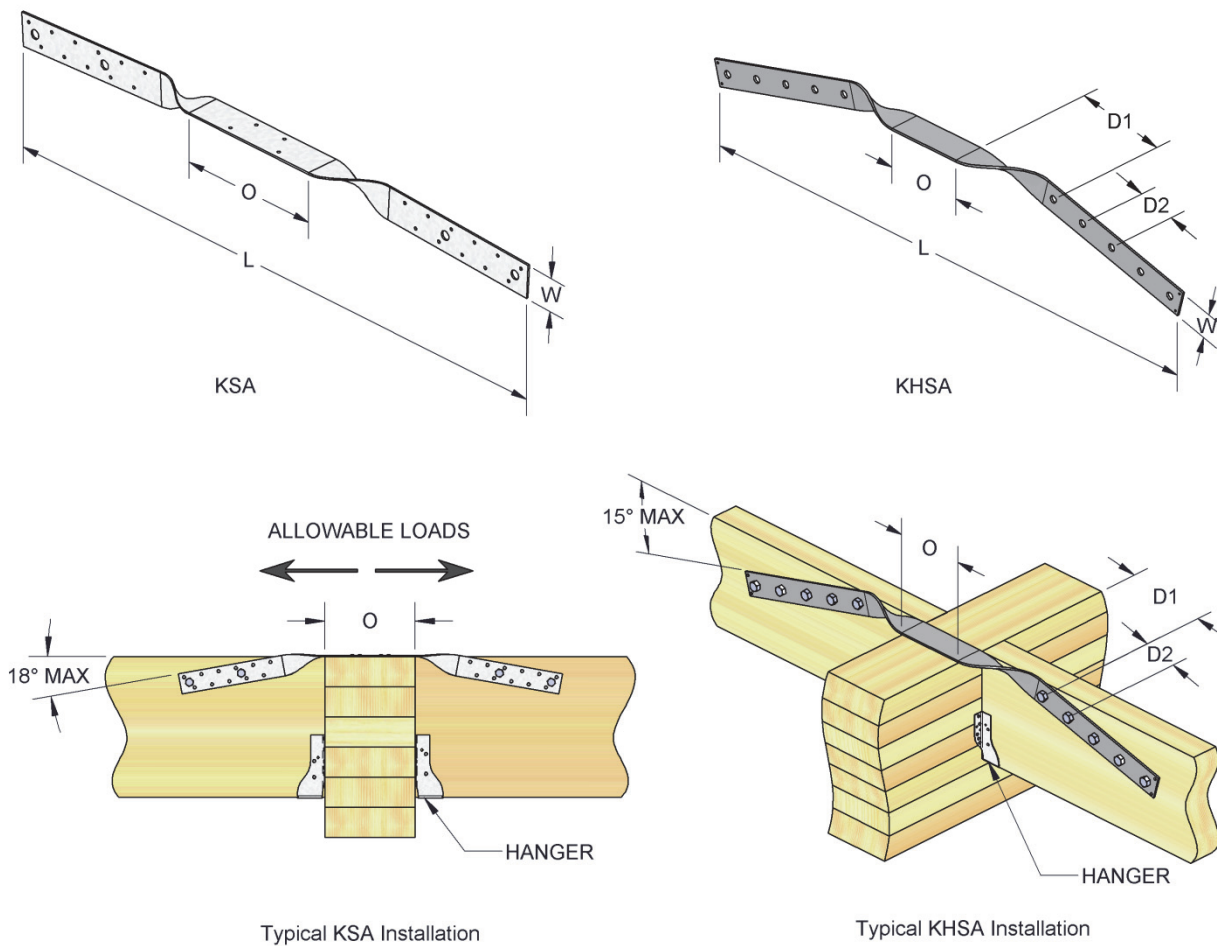 O
L
W
KSA
D1
D2
O
L
W
KHSA
ALLOWABLE LOADS
O
18° MAX
HANGER
Typical KSA Installation
15° MAX
O
D1
D2
HANGER
Typical KHSA Installation